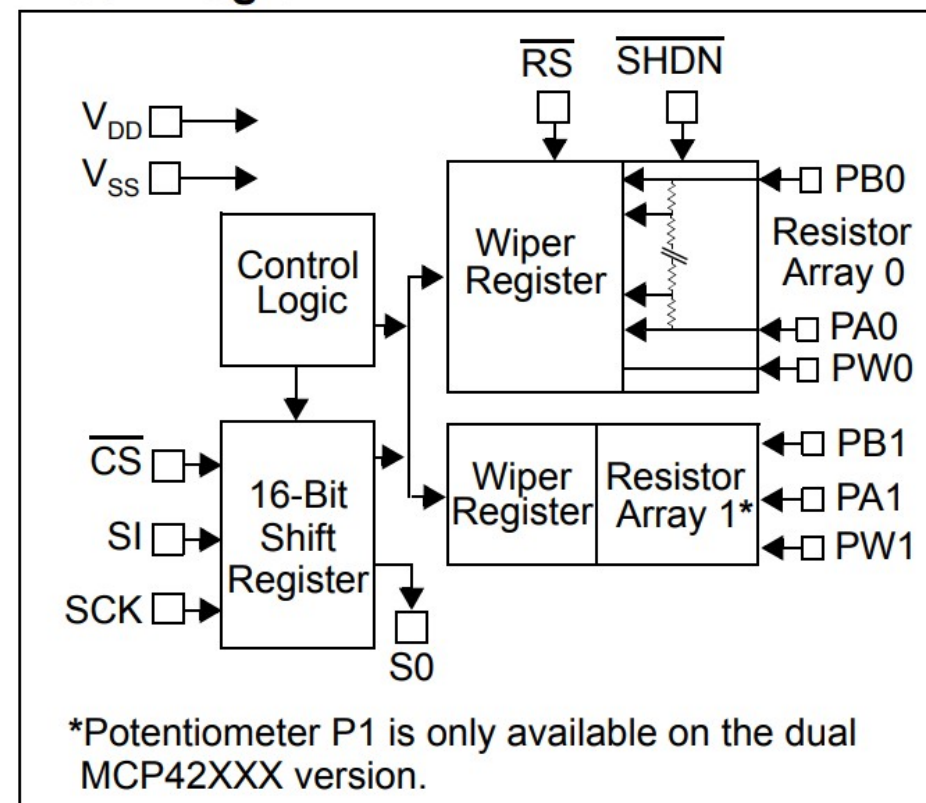 RS SHDN
VDD
VSS
PB0
Control
Logic
Wiper
Register
Resistor
Array 0
PA0
PW0
CS
SI
SCK
16-Bit
Shift
Register
S0
Wiper
Register
Resistor
Array 1*
PB1
PA1
PW1
*Potentiometer P1 is only available on the dual
MCP42XXX version.